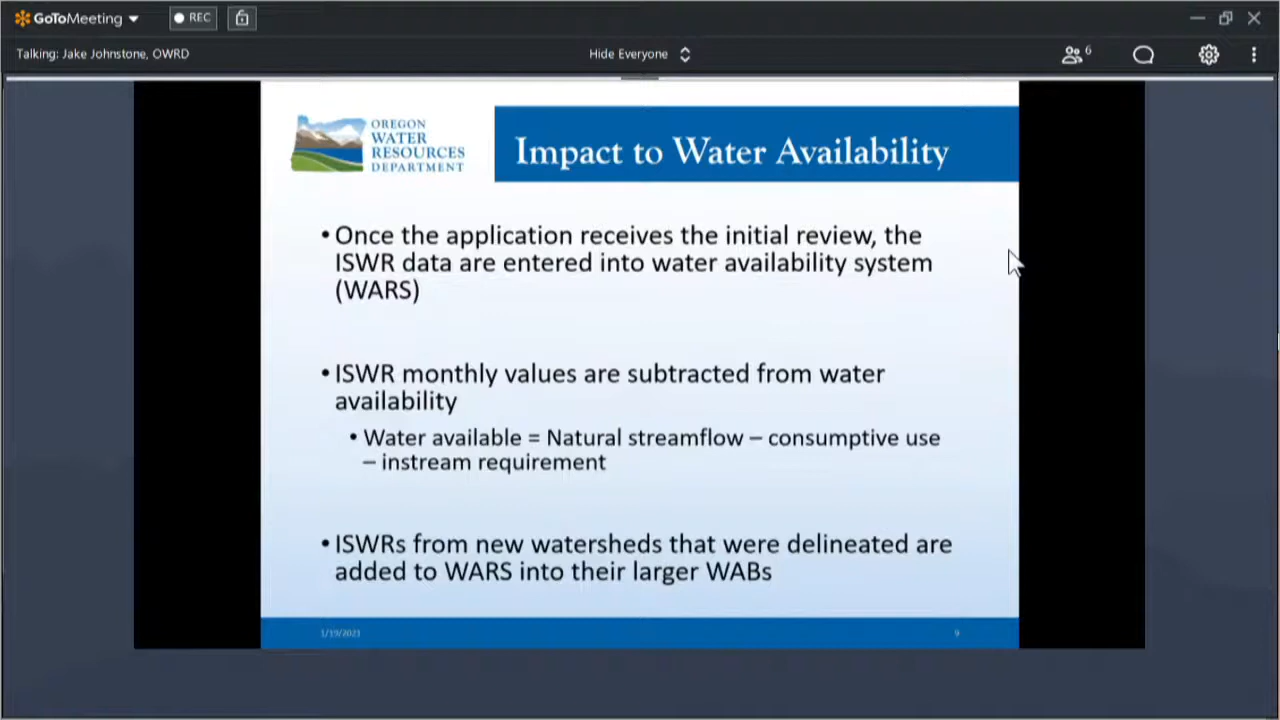 GoToMeeting
REC
Talking: Jake Johnstone, OWRD
Hide Everyone
6
OREGON
WATER
RESOURCES
DEPARTMENT
Impact to Water Availability
• Once the application receives the initial review, the
ISWR data are entered into water availability system
(WARS)
• ISWR monthly values are subtracted from water
availability
• Water available = Natural streamflow – consumptive use
– instream requirement
• ISWRs from new watersheds that were delineated are
added to WARS into their larger WABs
1/19/2021
9